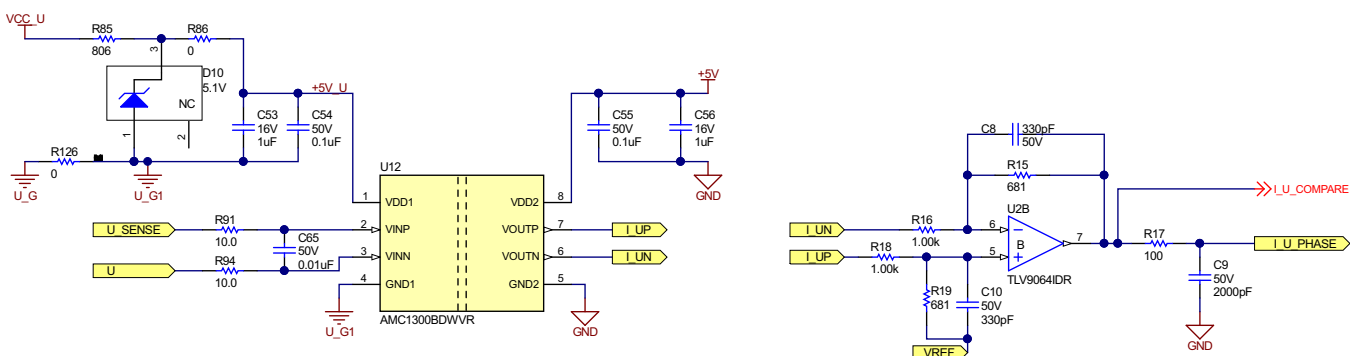 VCC_U
R85
806
R86
0
3
D10
5.1V
NC
1
2
+5V_U
C53
16V
1uF
C54
50V
0.1uF
R126
0
U_G
U_G1
+5V
C55
50V
0.1uF
C56
16V
1uF
GND
U12
1
VDD1
VDD2
8
U_SENSE
R91
10.0
2
VINP
VOUTP
7
I_UP
C65
50V
0.01uF
U
R94
10.0
3
VINN
VOUTN
6
I_UN
4
GND1
GND2
5
AMC1300BDWVR
U_G1
GND
C8
330pF
50V
R15
681
I_U_COMPARE
U2B
I_UN
R16
1.00k
6
B
7
I_UP
R18
1.00k
5
TLV9064IDR
R17
100
I_U_PHASE
R19
681
C10
50V
330pF
C9
50V
2000pF
GND
VREF